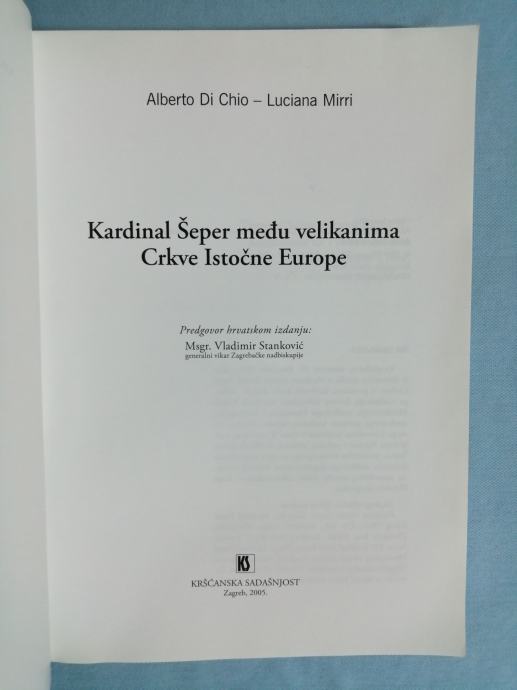 Alberto Di Chio – Luciana Mirri
Kardinal Šeper među velikanima
Crkve Istočne Europe
Predgovor hrvatskom izdanju:
Msgr. Vladimir Stanković
generalni vikar Zagrebačke nadbiskupije
KS
KRŠĆANSKA SADAŠNJOST
Zagreb, 2005.